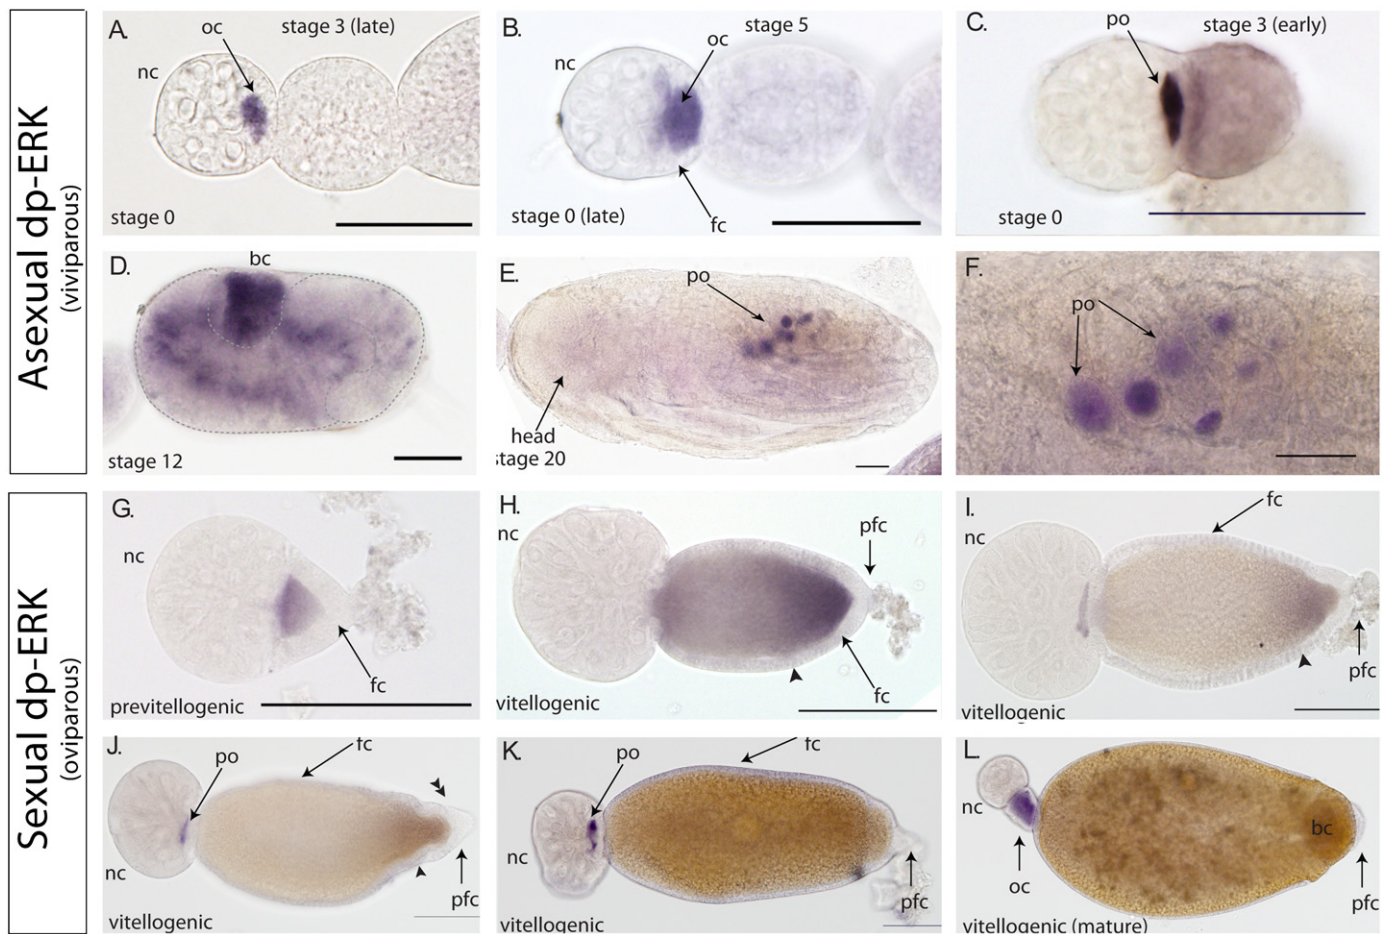 Asexual dp-ERK
(viviparous)
A.
oc
stage 3 (late)
nc
stage 0
B.
stage 5
oc
nc
stage 0 (late)
fc
C.
po
stage 3 (early)
stage 0
D.
bc
stage 12
E.
po
head
stage 20
F.
po
Sexual dp-ERK
(oviparous)
G.
nc
fc
previtellogenic
H.
nc
pfc
fc
vitellogenic
I.
fc
nc
pfc
vitellogenic
J.
fc
po
nc
pfc
vitellogenic
K.
fc
po
nc
pfc
vitellogenic
L.
nc
bc
oc
pfc
vitellogenic (mature)